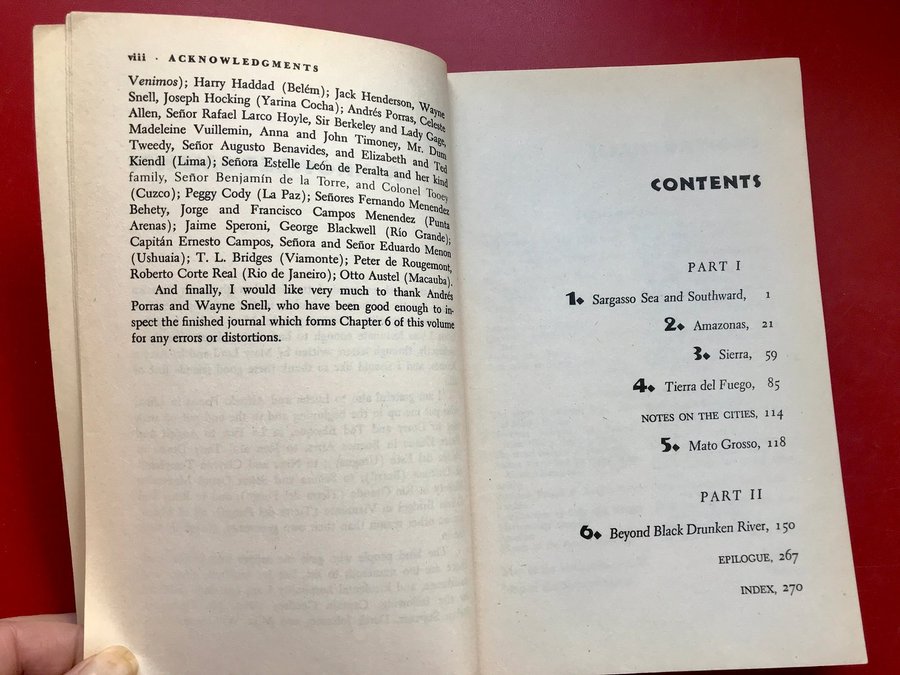 viii · ACKNOWLEDGMENTS
Venimos); Harry Haddad (Belém); Jack Henderson, Wayne
Snell, Joseph Hocking (Yarina Cocha); Andrés Porras, Celeste
Allen, Señor Rafael Larco Hoyle, Sir Berkeley and Lady Gage,
Madeleine Vuillemin, Anna and John Timoney, Mr. Dum
Tweedy, Señor Augusto Benavides, and Elizabeth and Ted
Kiendl (Lima); Señora Estelle León de Peralta and her kind
family, Señor Benjamín de la Torre, and Colonel Tooey
(Cuzco); Peggy Cody (La Paz); Señores Fernando Menendez
Behety, Jorge and Francisco Campos Menendez (Punta
Arenas); Jaime Speroni, George Blackwell (Río Grande);
Capitán Ernesto Campos, Señora and Señor Eduardo Menon
(Ushuaia); T. L. Bridges (Viamonte); Peter de Rougemont,
Roberto Corte Real (Rio de Janeiro); Otto Austel (Macauba).
And finally, I would like very much to thank Andrés
Porras and Wayne Snell, who have been good enough to in-
spect the finished journal which forms Chapter 6 of this volume
for any errors or distortions.
CONTENTS
PART I
1◆ Sargasso Sea and Southward, 1
2◆ Amazonas, 21
3◆ Sierra, 59
4◆ Tierra del Fuego, 85
NOTES ON THE CITIES, 114
5◆ Mato Grosso, 118
PART II
6◆ Beyond Black Drunken River, 150
EPILOGUE, 267
INDEX, 270